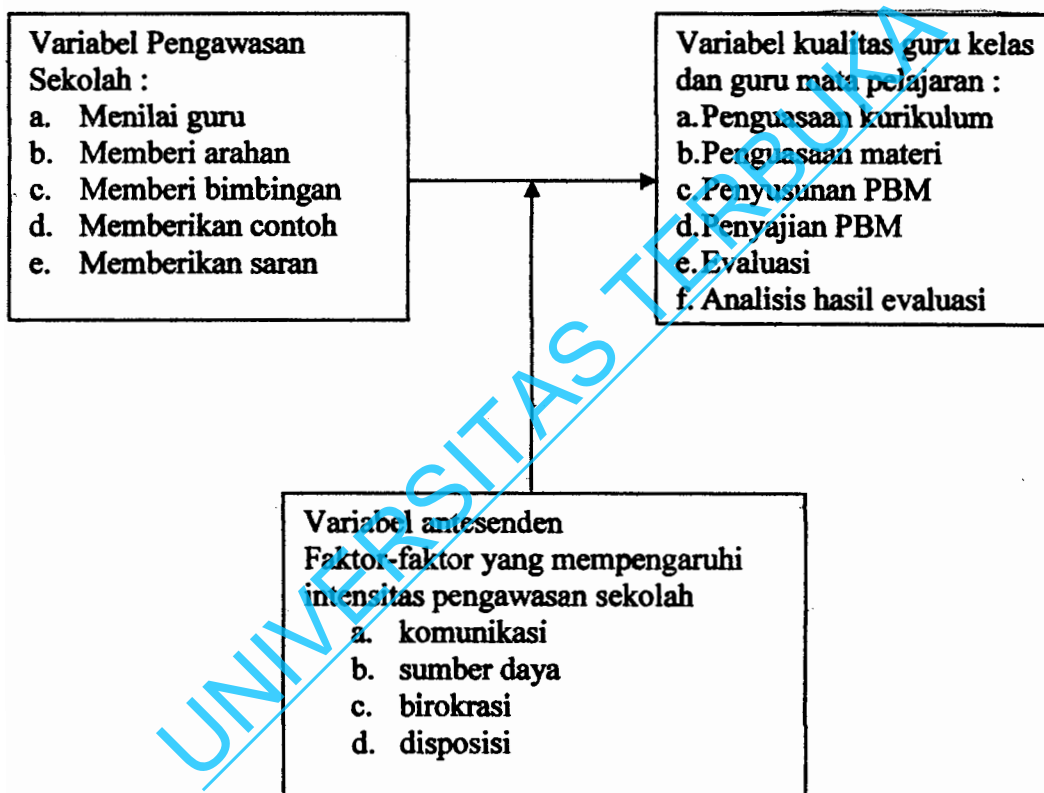 Variabel Pengawasan
Sekolah :
a. Menilai guru
b. Memberi arahan
c. Memberi bimbingan
d. Memberikan contoh
e. Memberikan saran
Variabel kualitas guru kelas
dan guru mata pelajaran :
a.Penguasaan kurikulum
b.Penguasaan materi
c.Penyusunan PBM
d.Penyajian PBM
e.Evaluasi
f. Analisis hasil evaluasi
Variabel antesenden
Faktor-faktor yang mempengaruhi
intensitas pengawasan sekolah
a. komunikasi
b. sumber daya
c. birokrasi
d. disposisi
UNIVERSITAS TERBUKA